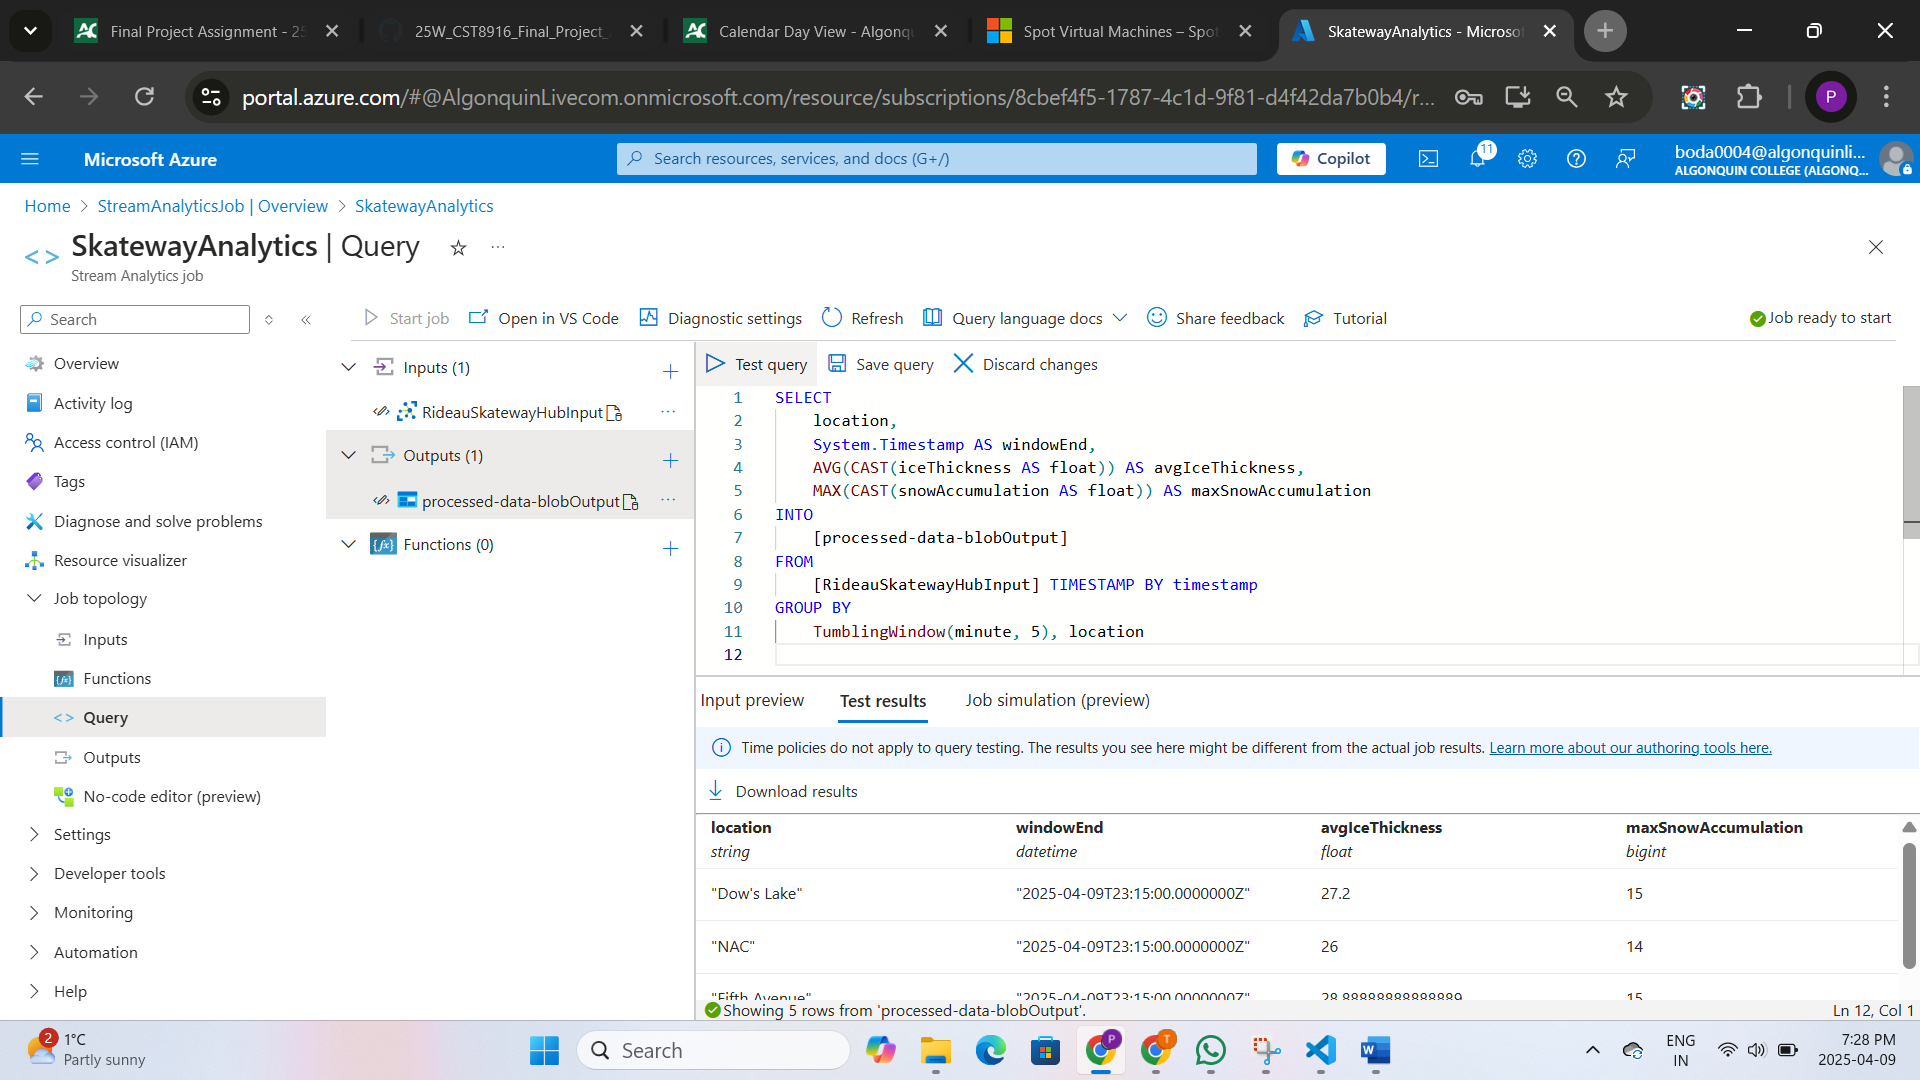 Final Project Assignment - 25
25W_CST8916_Final_Project_
Calendar Day View - Algonqu
Spot Virtual Machines – Spot
SkatewayAnalytics - Microsof
portal.azure.com/#@AlgonquinLivecom.onmicrosoft.com/resource/subscriptions/8cbef4f5-1787-4c1d-9f81-d4f42da7b0b4/r...
P
Microsoft Azure
Search resources, services, and docs (G+/)
Copilot
11
boda0004@algonquinli...
ALGONQUIN COLLEGE (ALGONQ...
Home > StreamAnalyticsJob | Overview > SkatewayAnalytics
SkatewayAnalytics | Query
Stream Analytics job
Search
Start job
Open in VS Code
Diagnostic settings
Refresh
Query language docs
Share feedback
Tutorial
Job ready to start
Overview
Activity log
Access control (IAM)
Tags
Diagnose and solve problems
Resource visualizer
Job topology
Inputs
Functions
Query
Outputs
No-code editor (preview)
Settings
Developer tools
Monitoring
Automation
Help
Inputs (1)
RideauSkatewayHubInput
Outputs (1)
processed-data-blobOutput
Functions (0)
Test query
Save query
Discard changes
1 SELECT
2 location,
3 System.Timestamp AS windowEnd,
4 AVG(CAST(iceThickness AS float)) AS avgIceThickness,
5 MAX(CAST(snowAccumulation AS float)) AS maxSnowAccumulation
6 INTO
7 [processed-data-blobOutput]
8 FROM
9 [RideauSkatewayHubInput] TIMESTAMP BY timestamp
10 GROUP BY
11 TumblingWindow(minute, 5), location
12
Input preview
Test results
Job simulation (preview)
Time policies do not apply to query testing. The results you see here might be different from the actual job results. Learn more about our authoring tools here.
Download results
location windowEnd avgIceThickness maxSnowAccumulation
string datetime float bigint
"Dow's Lake" "2025-04-09T23:15:00.0000000Z" 27.2 15
"NAC" "2025-04-09T23:15:00.0000000Z" 26 14
"Fifth Avenue" "2025-04-09T23:15:00.0000000Z" 28.88888888888889 15
Showing 5 rows from 'processed-data-blobOutput'.
Ln 12, Col 1
2
1°C
Partly sunny
Search
P
T
ENG
IN
7:28 PM
2025-04-09